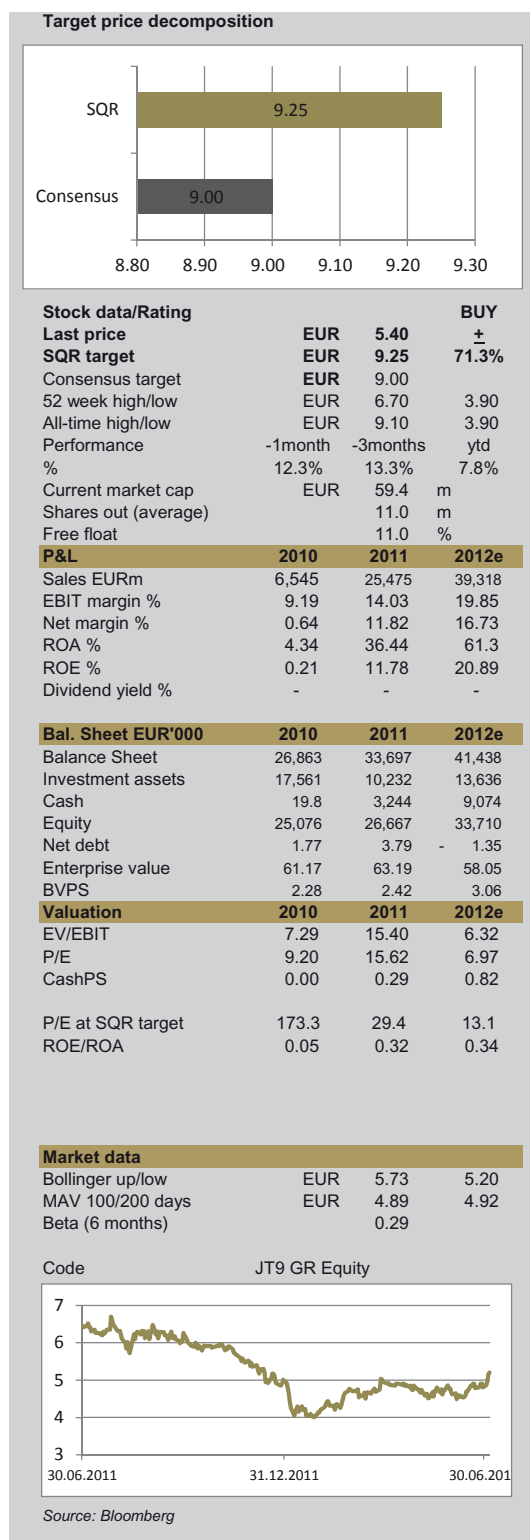 Target price decomposition
SQR 9.25
Consensus 9.00
8.80 8.90 9.00 9.10 9.20 9.30
Stock data/Rating BUY
Last price EUR 5.40 +
SQR target EUR 9.25 71.3%
Consensus target EUR 9.00
52 week high/low EUR 6.70 3.90
All-time high/low EUR 9.10 3.90
Performance -1month -3months ytd
% 12.3% 13.3% 7.8%
Current market cap EUR 59.4 m
Shares out (average) 11.0 m
Free float 11.0 %
P&L 2010 2011 2012e
Sales EURm 6,545 25,475 39,318
EBIT margin % 9.19 14.03 19.85
Net margin % 0.64 11.82 16.73
ROA % 4.34 36.44 61.3
ROE % 0.21 11.78 20.89
Dividend yield % - - -
Bal. Sheet EUR'000 2010 2011 2012e
Balance Sheet 26,863 33,697 41,438
Investment assets 17,561 10,232 13,636
Cash 19.8 3,244 9,074
Equity 25,076 26,667 33,710
Net debt 1.77 3.79 - 1.35
Enterprise value 61.17 63.19 58.05
BVPS 2.28 2.42 3.06
Valuation 2010 2011 2012e
EV/EBIT 7.29 15.40 6.32
P/E 9.20 15.62 6.97
CashPS 0.00 0.29 0.82
P/E at SQR target 173.3 29.4 13.1
ROE/ROA 0.05 0.32 0.34
Market data
Bollinger up/low EUR 5.73 5.20
MAV 100/200 days EUR 4.89 4.92
Beta (6 months) 0.29
Code JT9 GR Equity
7
6
5
4
3
30.06.2011 31.12.2011 30.06.201
Source: Bloomberg